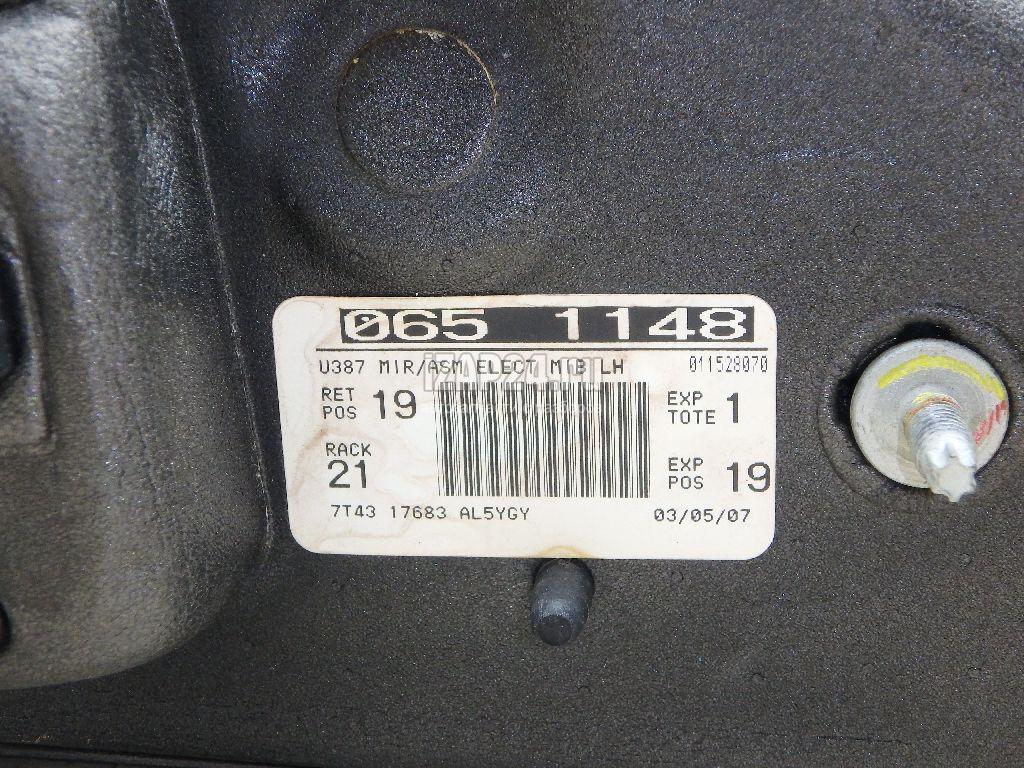 065 1148
U387 MIR/ASM ELECT M B LH 011528070
RET POS 19
EXP TOTE 1
RACK 21
EXP POS 19
7T43 17683 AL5YGY 03/05/07